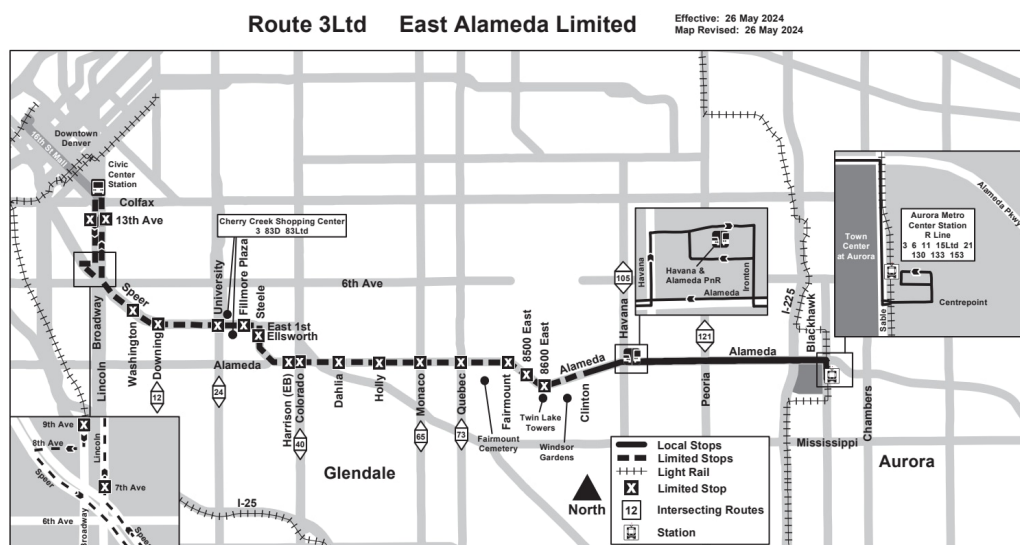 Route 3Ltd East Alameda Limited
Effective: 26 May 2024
Map Revised: 26 May 2024
Downtown
Denver
16th St Mall
Civic
Center
Station
Colfax
13th Ave
Speer
Broadway
Lincoln
Washington
Downing
12
University
24
Cherry Creek Shopping Center
3 83D 83Ltd
Fillmore Plaza
Steele
East 1st
Ellsworth
6th Ave
Alameda
Harrison (EB)
Colorado
40
Dahlia
Holly
Monaco
65
Quebec
73
Fairmount
Cemetery
Fairmount
8500 East
8600 East
Twin Lake
Towers
Windsor
Gardens
Alameda
Clinton
105
Havana
Havana
Havana &
Alameda PnR
Ironton
Alameda
121
Peoria
Alameda
I-225
Blackhawk
Mississippi
Chambers
Aurora
Town
Center
at Aurora
Alameda Pkwy
Aurora Metro
Center Station
R Line
3 6 11 15Ltd 21
130 133 153
Centrepoint
Sable
Glendale
I-25
9th Ave
8th Ave
Lincoln
Speer
7th Ave
6th Ave
Broadway
Speer
North
Local Stops
Limited Stops
Light Rail
Limited Stop
12 Intersecting Routes
Station